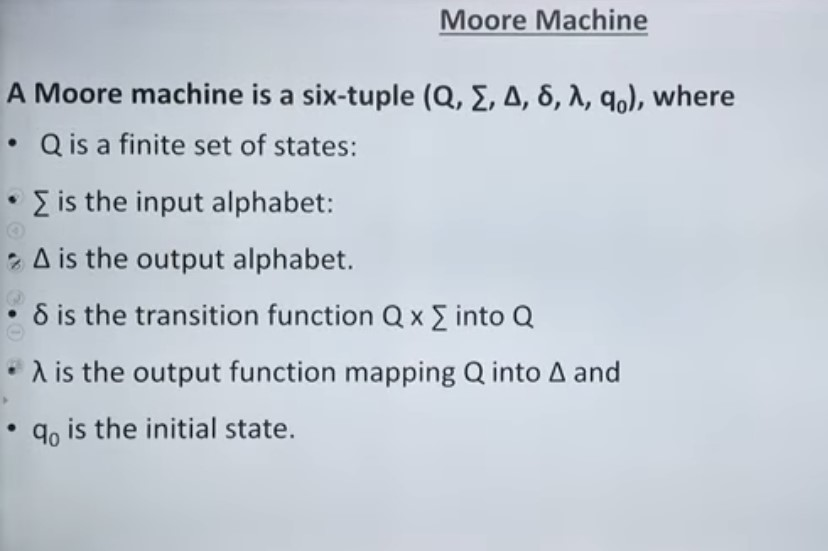 Moore Machine
A Moore machine is a six-tuple (Q, ∑, Δ, δ, λ, q₀), where
• Q is a finite set of states:
• ∑ is the input alphabet:
Δ is the output alphabet.
• δ is the transition function Q x ∑ into Q
• λ is the output function mapping Q into Δ and
• q₀ is the initial state.